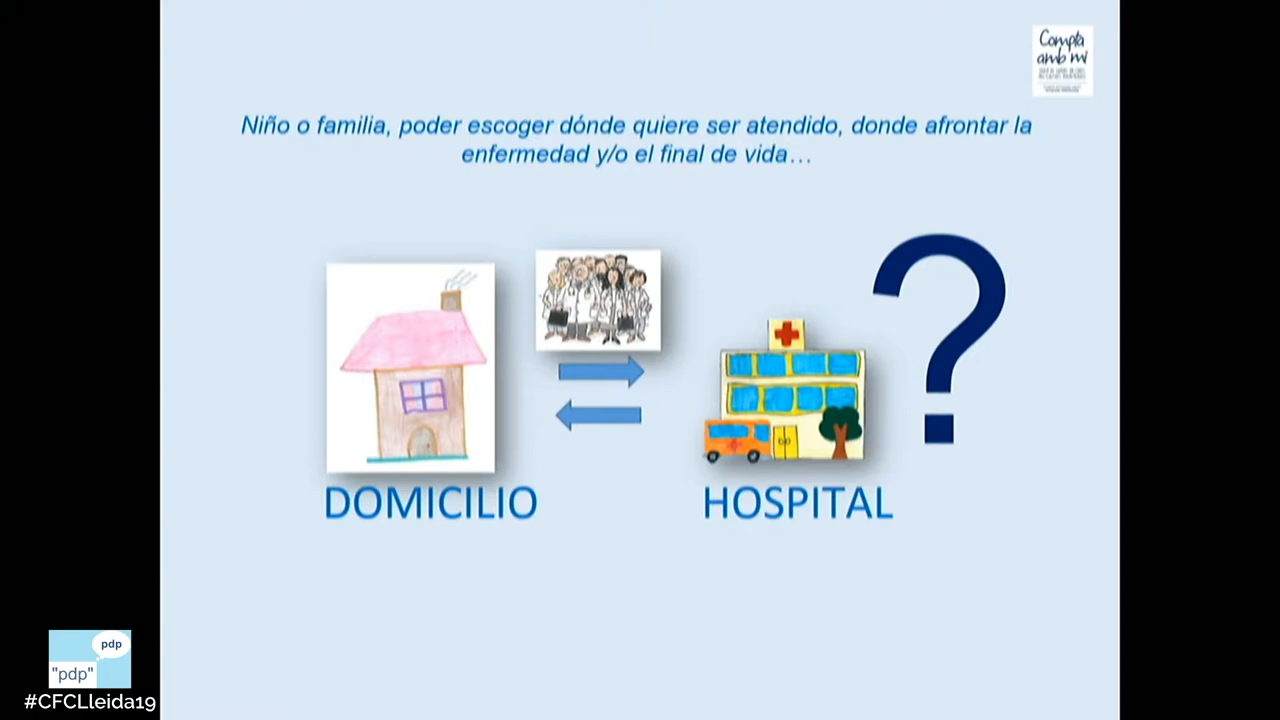 Compta
amb mi
Niño o familia, poder escoger dónde quiere ser atendido, donde afrontar la
enfermedad y/o el final de vida…
DOMICILIO
HOSPITAL
pdp
"pdp"
#CFCLleida19